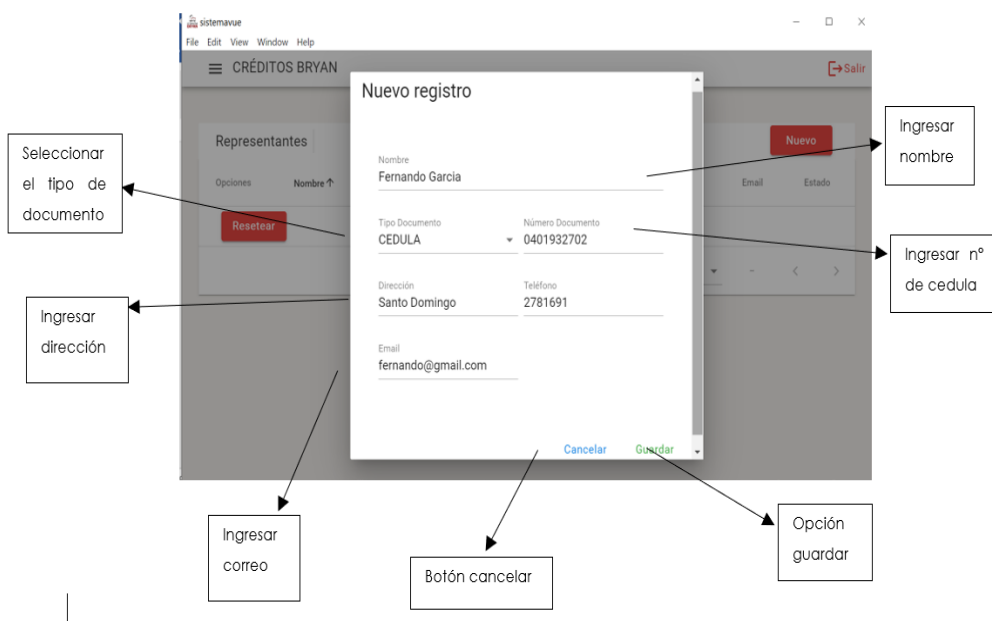 sistemavue
File Edit View Window Help
CRÉDITOS BRYAN
Salir
Nuevo registro
Representantes
Nuevo
Opciones Nombre Email Estado
Resetear
Nombre
Fernando Garcia
Tipo Documento Número Documento
CEDULA 0401932702
Dirección Teléfono
Santo Domingo 2781691
Email
fernando@gmail.com
Cancelar Guardar
Seleccionar
el tipo de
documento
Ingresar
dirección
Ingresar
correo
Botón cancelar
Opción
guardar
Ingresar
nombre
Ingresar nº
de cedula